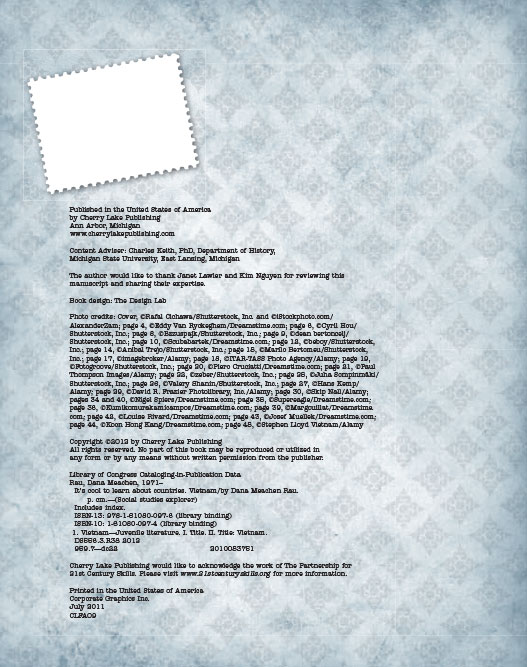 Published in the United States of America
by Cherry Lake Publishing
Ann Arbor, Michigan
www.cherrylakepublishing.com
Content Adviser: Charles Keith, PhD, Department of History,
Michigan State University, East Lansing, Michigan
The author would like to thank Janet Lawler and Kim Nguyen for reviewing this
manuscript and sharing their expertise.
Book design: The Design Lab
Photo credits: Cover, ©Rafal Cichawa/Shutterstock, Inc. and iStockphoto.com/
AlexanderZam; page 4, ©Eddy Van Ryckeghem/Dreamstime.com; page 6, ©Cyril Hou/
Shutterstock, Inc.; page 8, ©Szusspajk/Shutterstock, Inc.; page 9, ©dean bertoncelj/
Shutterstock, Inc.; page 10, ©Scubabartek/Dreamstime.com; page 12, ©beboy/Shutterstock,
Inc.; page 14, ©Anibal Trejo/Shutterstock, Inc.; page 15, ©Marilo Bertomeu/Shutterstock,
Inc.; page 17, ©imagebroker/Alamy; page 18, ©ITAR-TASS Photo Agency/Alamy; page 19,
©Fotogroove/Shutterstock, Inc.; page 20, ©Piero Cruciatti/Dreamstime.com; page 21, ©Paul
Thompson Images/Alamy; page 23, ©szefei/Shutterstock, Inc.; page 25, ©Juha
Shutterstock, Inc.; page 26, ©Valery Shanin/Shutterstock, Inc.; page 27, ©Hans Kemp/
Alamy; page 29, ©David R. Frazier Photolibrary, Inc./Alamy; page 30, ©Skip Nall/Alamy;
pages 34 and 40, ©Nigel Spiers/Dreamstime.com; page 35, ©Supereagle/Dreamstime.com;
page 38, ©Kumikomurakamicampos/Dreamstime.com; page 39, ©Margouillat/Dreamstime
com; page 42, ©Louise Rivard/Dreamstime.com; page 43, ©Josef Muellek/Dreamstime.com;
page 44, ©Koon Hong Kang/Dreamstime.com; page 45, ©Stephen Lloyd Vietnam/Alamy
Copyright ©2012 by Cherry Lake Publishing
All rights reserved. No part of this book may be reproduced or utilized in
any form or by any means without written permission from the publisher.
Library of Congress Cataloging-in-Publication Data
Rau, Dana Meachen, 1971–
It's cool to learn about countries. Vietnam/by Dana Meachen Rau.
p. cm.—(Social studies explorer)
Includes index.
ISBN-13: 978-1-61080-097-6 (library binding)
ISBN-10: 1-61080-097-4 (library binding)
1. Vietnam—Juvenile literature. I. Title. II. Title: Vietnam.
DS556.3.R38 2012
959.7—dc22 2010053751
Cherry Lake Publishing would like to acknowledge the work of The Partnership for
21st Century Skills. Please visit www.21stcenturyskills.org for more information.
Printed in the United States of America
Corporate Graphics Inc.
July 2011
CLFA09